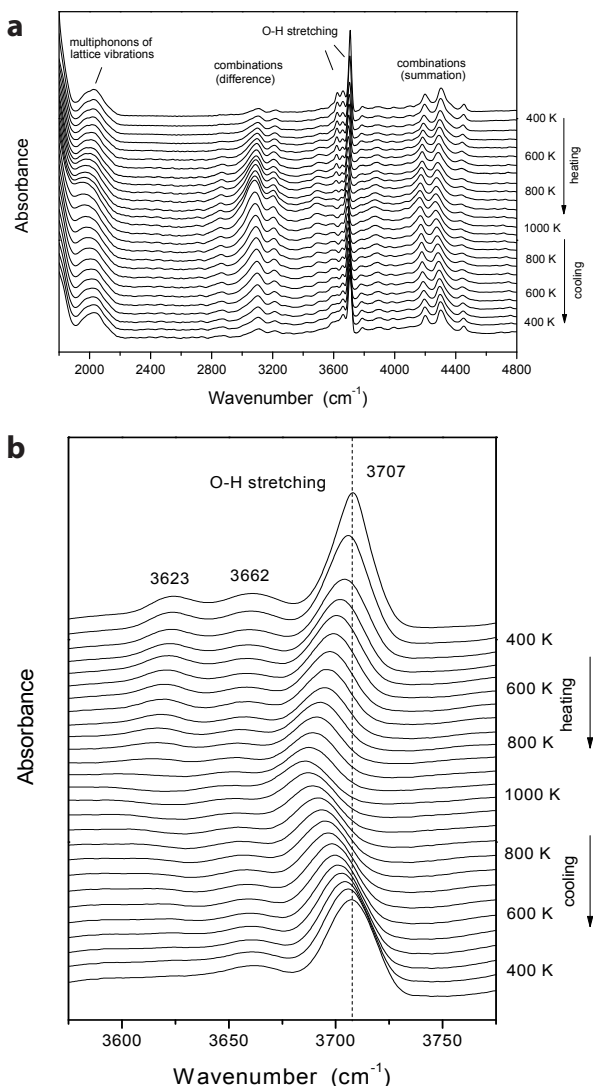 a
O-H stretching
multiphonons of
lattice vibrations
combinations
(difference)
combinations
(summation)
Absorbance
400 K
600 K
800 K
1000 K
800 K
600 K
400 K
heating
cooling
2000
2400
2800
3200
3600
4000
4400
4800
Wavenumber (cm-1)
b
O-H stretching
3707
3623
3662
Absorbance
400 K
600 K
800 K
1000 K
800 K
600 K
400 K
heating
cooling
3600
3650
3700
3750
Wavenumber (cm-1)